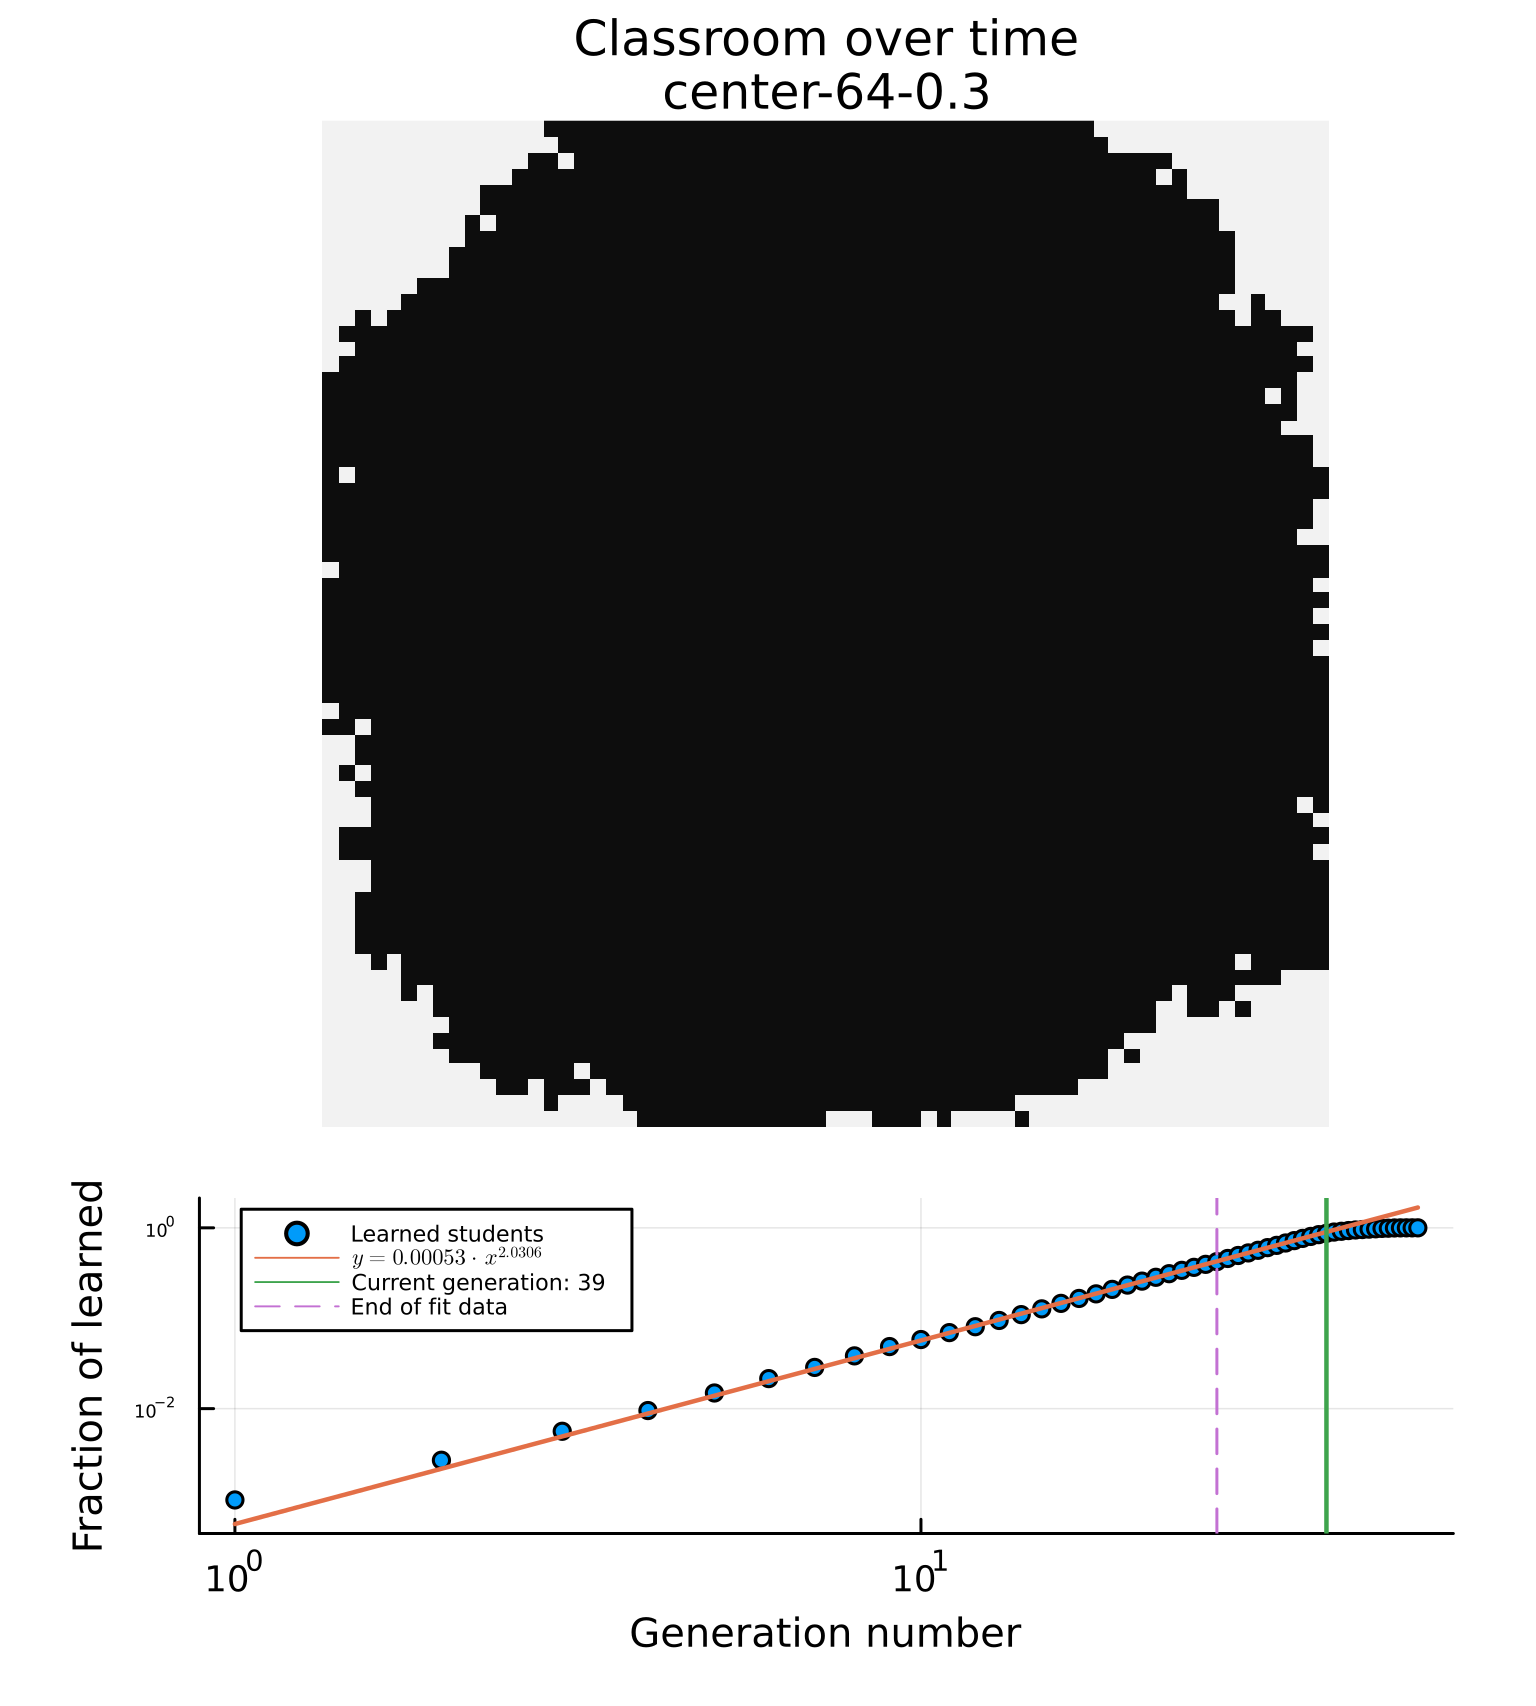 Classroom over time
center-64-0.3
Fraction of learned
10^0
10^-2
Learned students
y = 0.00053 · x^2.0306
Current generation: 39
End of fit data
10^0
10^1
Generation number